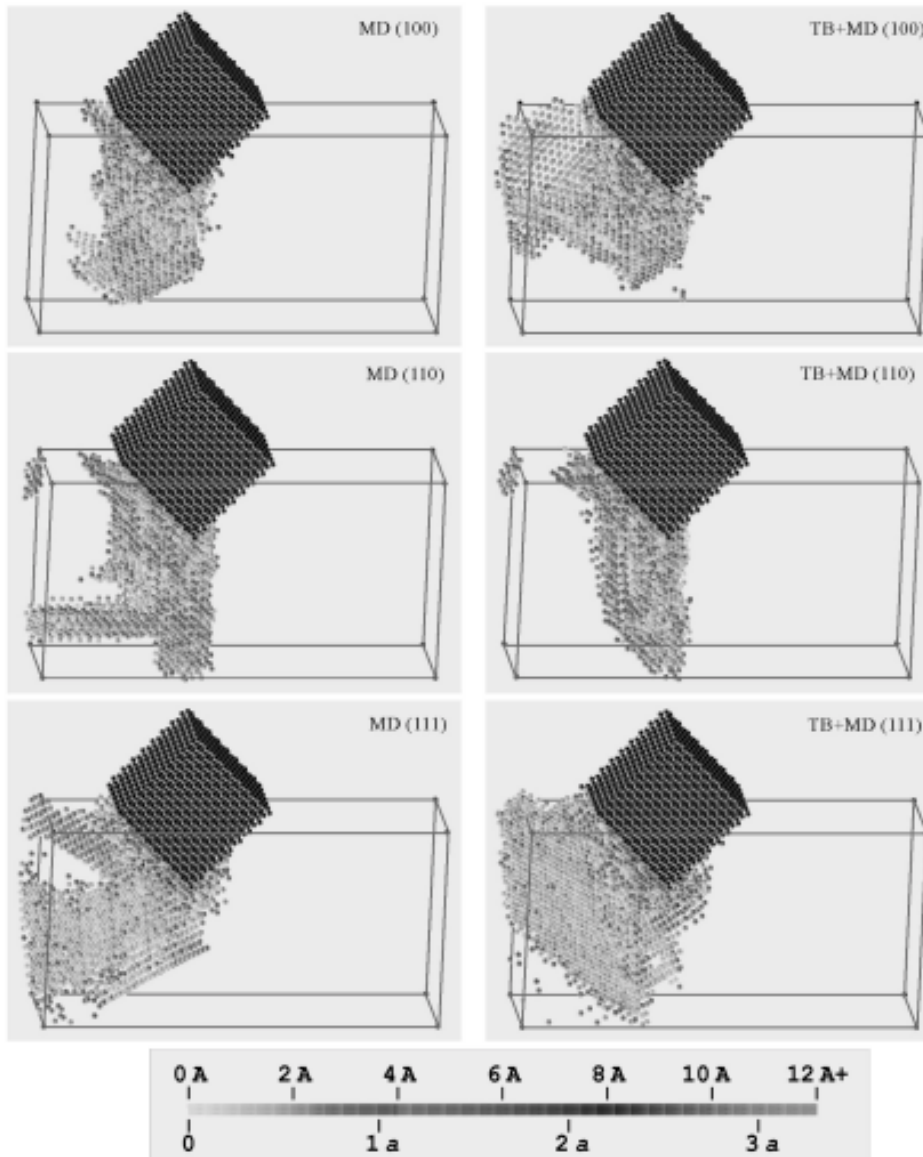 MD (100)
TB+MD (100)
MD (110)
TB+MD (110)
MD (111)
TB+MD (111)
0 A 2 A 4 A 6 A 8 A 10 A 12 A+
0 1 a 2 a 3 a